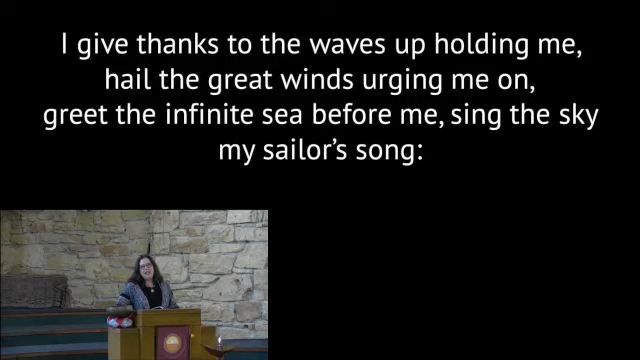 I give thanks to the waves up holding me,
hail the great winds urging me on,
greet the infinite sea before me, sing the sky
my sailor's song: